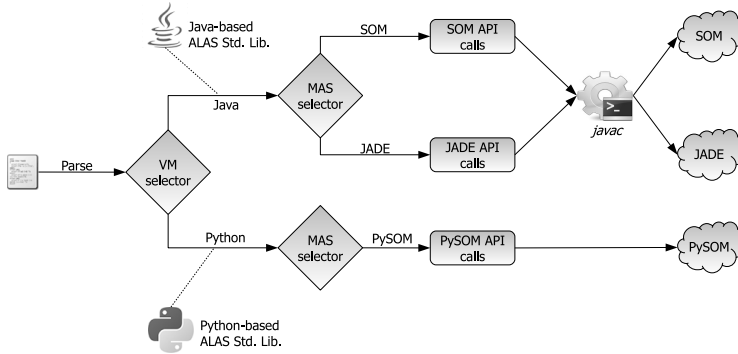 Java-based
ALAS Std. Lib.
SOM
SOM API
calls
SOM
MAS
selector
Java
>_
javac
JADE
JADE API
calls
JADE
Parse
VM
selector
Python
MAS
selector
PySOM
PySOM API
calls
PySOM
Python-based
ALAS Std. Lib.